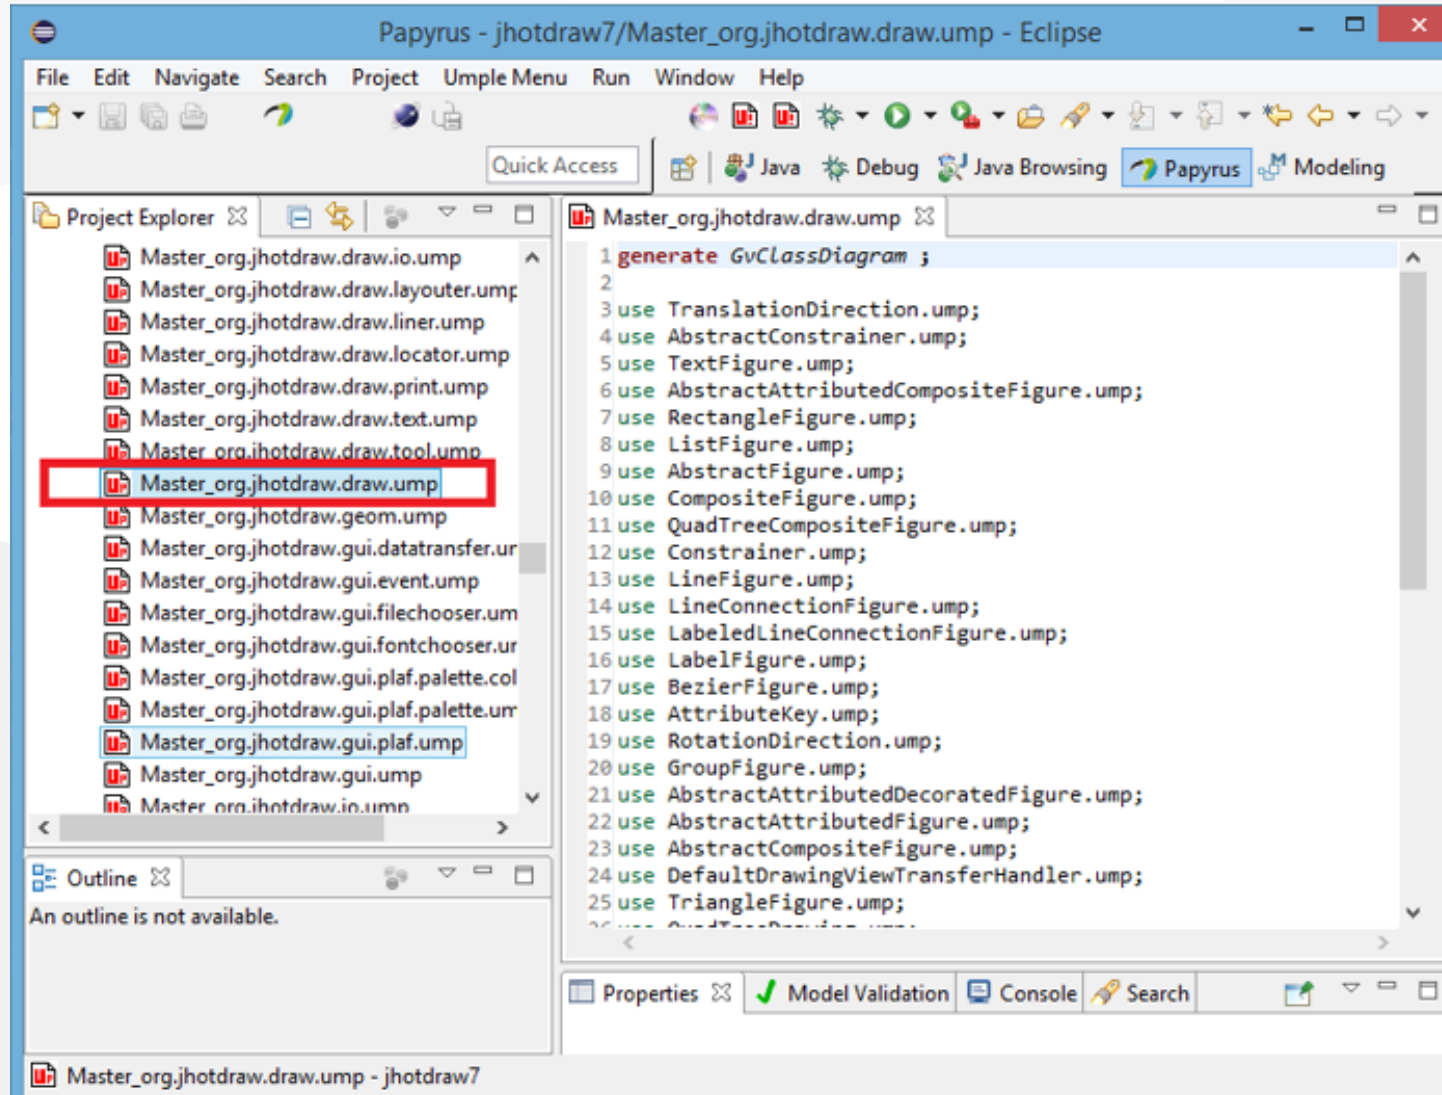 Papyrus - jhotdraw7/Master_org.jhotdraw.draw.ump - Eclipse
File Edit Navigate Search Project Umple Menu Run Window Help
Quick Access Java Debug Java Browsing Papyrus Modeling
Project Explorer
Master_org.jhotdraw.draw.io.ump
Master_org.jhotdraw.draw.layouter.ump
Master_org.jhotdraw.draw.liner.ump
Master_org.jhotdraw.draw.locator.ump
Master_org.jhotdraw.draw.print.ump
Master_org.jhotdraw.draw.text.ump
Master_org.jhotdraw.draw.tool.ump
Master_org.jhotdraw.draw.ump
Master_org.jhotdraw.geom.ump
Master_org.jhotdraw.gui.datatransfer.ur
Master_org.jhotdraw.gui.event.ump
Master_org.jhotdraw.gui.filechooser.um
Master_org.jhotdraw.gui.fontchooser.ur
Master_org.jhotdraw.gui.plaf.palette.col
Master_org.jhotdraw.gui.plaf.palette.um
Master_org.jhotdraw.gui.plaf.ump
Master_org.jhotdraw.gui.ump
Master_org.jhotdraw.io.ump
Outline
An outline is not available.
Master_org.jhotdraw.draw.ump
1 generate GvClassDiagram ;
2
3 use TranslationDirection.ump;
4 use AbstractConstrainer.ump;
5 use TextFigure.ump;
6 use AbstractAttributedCompositeFigure.ump;
7 use RectangleFigure.ump;
8 use ListFigure.ump;
9 use AbstractFigure.ump;
10 use CompositeFigure.ump;
11 use QuadTreeCompositeFigure.ump;
12 use Constrainer.ump;
13 use LineFigure.ump;
14 use LineConnectionFigure.ump;
15 use LabeledLineConnectionFigure.ump;
16 use LabelFigure.ump;
17 use BezierFigure.ump;
18 use AttributeKey.ump;
19 use RotationDirection.ump;
20 use GroupFigure.ump;
21 use AbstractAttributedDecoratedFigure.ump;
22 use AbstractAttributedFigure.ump;
23 use AbstractCompositeFigure.ump;
24 use DefaultDrawingViewTransferHandler.ump;
25 use TriangleFigure.ump;
26 use QuadTreeDrawing.ump;
Properties Model Validation Console Search
Master_org.jhotdraw.draw.ump - jhotdraw7